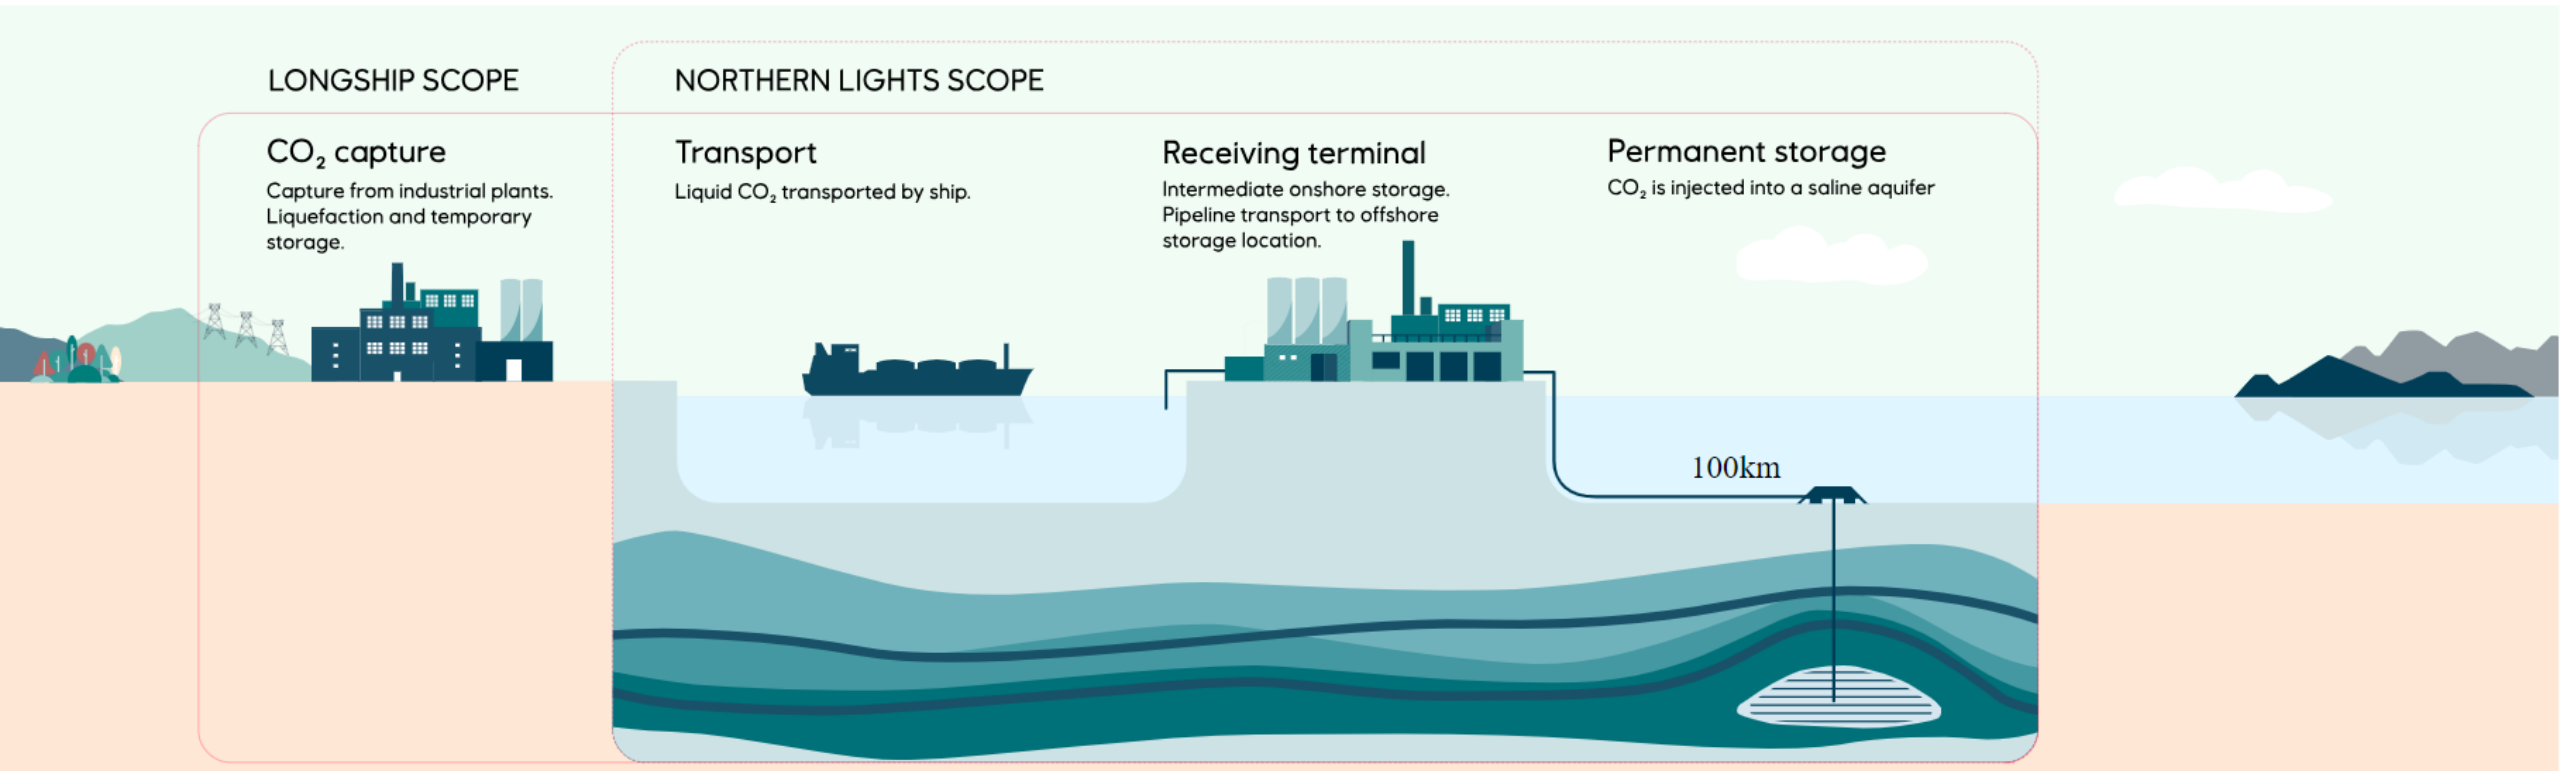 LONGSHIP SCOPE
NORTHERN LIGHTS SCOPE
CO₂ capture
Capture from industrial plants.
Liquefaction and temporary
storage.
Transport
Liquid CO₂ transported by ship.
Receiving terminal
Intermediate onshore storage.
Pipeline transport to offshore
storage location.
Permanent storage
CO₂ is injected into a saline aquifer
100km